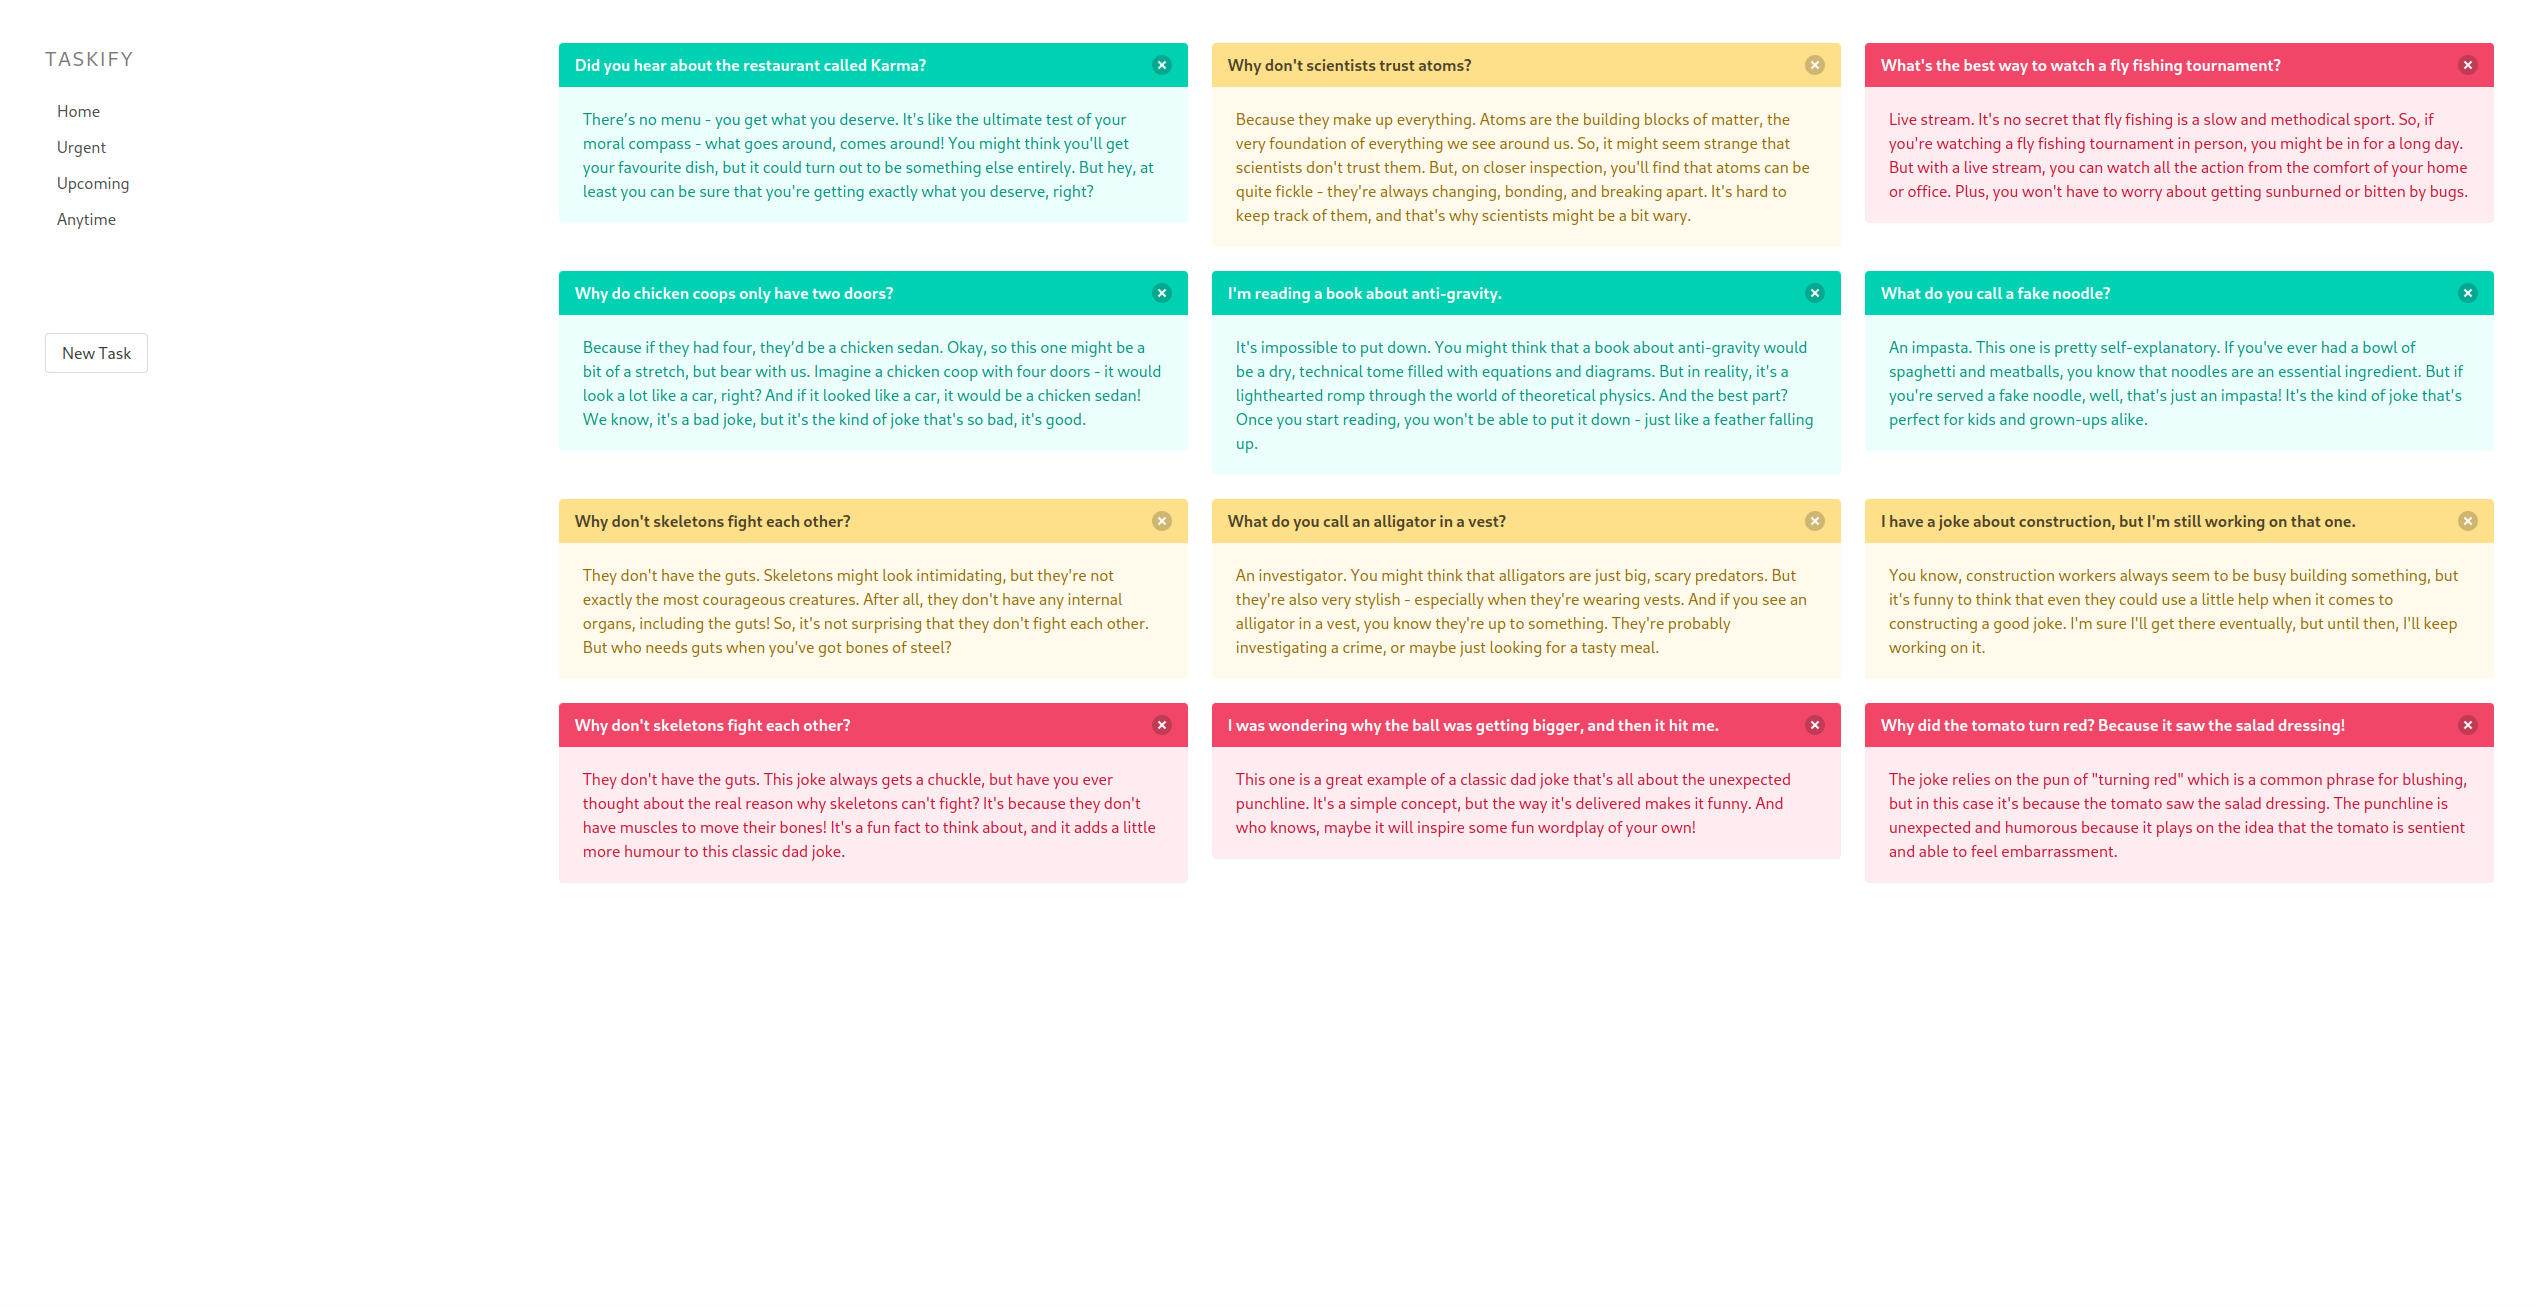 TASKIFY
Home
Urgent
Upcoming
Anytime
New Task
Did you hear about the restaurant called Karma?
There’s no menu - you get what you deserve. It's like the ultimate test of your
moral compass - what goes around, comes around! You might think you'll get
your favourite dish, but it could turn out to be something else entirely. But hey, at
least you can be sure that you're getting exactly what you deserve, right?
Why don't scientists trust atoms?
Because they make up everything. Atoms are the building blocks of matter, the
very foundation of everything we see around us. So, it might seem strange that
scientists don't trust them. But, on closer inspection, you'll find that atoms can be
quite fickle - they're always changing, bonding, and breaking apart. It's hard to
keep track of them, and that's why scientists might be a bit wary.
What's the best way to watch a fly fishing tournament?
Live stream. It's no secret that fly fishing is a slow and methodical sport. So, if
you're watching a fly fishing tournament in person, you might be in for a long day.
But with a live stream, you can watch all the action from the comfort of your home
or office. Plus, you won't have to worry about getting sunburned or bitten by bugs.
Why do chicken coops only have two doors?
Because if they had four, they’d be a chicken sedan. Okay, so this one might be a
bit of a stretch, but bear with us. Imagine a chicken coop with four doors - it would
look a lot like a car, right? And if it looked like a car, it would be a chicken sedan!
We know, it's a bad joke, but it's the kind of joke that's so bad, it's good.
I'm reading a book about anti-gravity.
It's impossible to put down. You might think that a book about anti-gravity would
be a dry, technical tome filled with equations and diagrams. But in reality, it's a
lighthearted romp through the world of theoretical physics. And the best part?
Once you start reading, you won't be able to put it down - just like a feather falling
up.
What do you call a fake noodle?
An impasta. This one is pretty self-explanatory. If you've ever had a bowl of
spaghetti and meatballs, you know that noodles are an essential ingredient. But if
you're served a fake noodle, well, that's just an impasta! It's the kind of joke that's
perfect for kids and grown-ups alike.
Why don't skeletons fight each other?
They don't have the guts. Skeletons might look intimidating, but they're not
exactly the most courageous creatures. After all, they don't have any internal
organs, including the guts! So, it's not surprising that they don't fight each other.
But who needs guts when you've got bones of steel?
What do you call an alligator in a vest?
An investigator. You might think that alligators are just big, scary predators. But
they're also very stylish - especially when they're wearing vests. And if you see an
alligator in a vest, you know they're up to something. They're probably
investigating a crime, or maybe just looking for a tasty meal.
I have a joke about construction, but I'm still working on that one.
You know, construction workers always seem to be busy building something, but
it's funny to think that even they could use a little help when it comes to
constructing a good joke. I'm sure I'll get there eventually, but until then, I'll keep
working on it.
Why don't skeletons fight each other?
They don't have the guts. This joke always gets a chuckle, but have you ever
thought about the real reason why skeletons can't fight? It's because they don't
have muscles to move their bones! It's a fun fact to think about, and it adds a little
more humour to this classic dad joke.
I was wondering why the ball was getting bigger, and then it hit me.
This one is a great example of a classic dad joke that's all about the unexpected
punchline. It's a simple concept, but the way it's delivered makes it funny. And
who knows, maybe it will inspire some fun wordplay of your own!
Why did the tomato turn red? Because it saw the salad dressing!
The joke relies on the pun of "turning red" which is a common phrase for blushing,
but in this case it's because the tomato saw the salad dressing. The punchline is
unexpected and humorous because it plays on the idea that the tomato is sentient
and able to feel embarrassment.